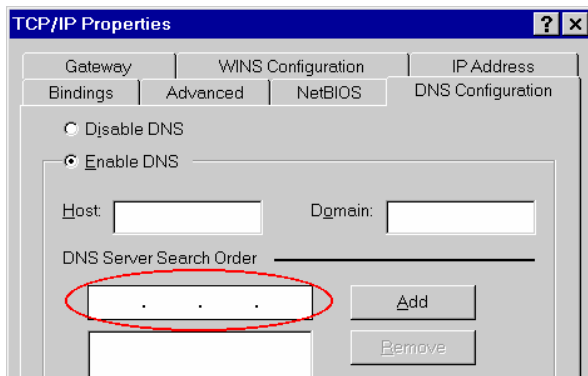 TCP/IP Properties
Gateway WINS Configuration IP Address
Bindings Advanced NetBIOS DNS Configuration
Disable DNS
Enable DNS
Host: Domain:
DNS Server Search Order
. . . Add
Remove